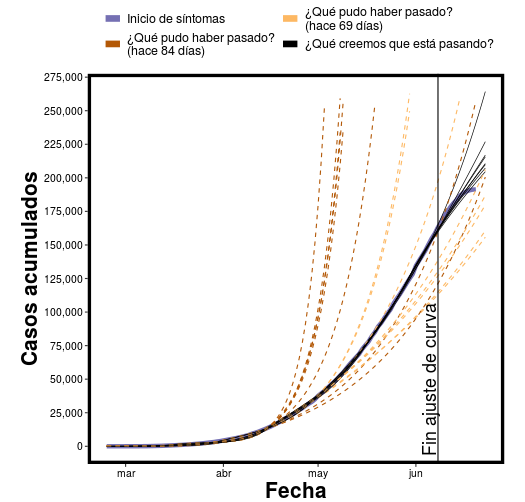 Inicio de síntomas
¿Qué pudo haber pasado?
(hace 84 días)
¿Qué pudo haber pasado?
(hace 69 días)
¿Qué creemos que está pasando?
Casos acumulados
275,000
250,000
225,000
200,000
175,000
150,000
125,000
100,000
75,000
50,000
25,000
0
Fin ajuste de curva
mar
abr
may
jun
Fecha